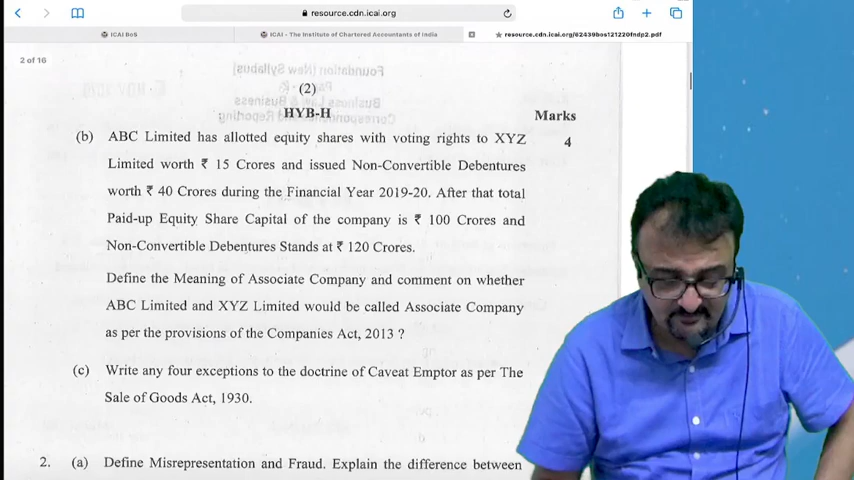 resource.cdn.icai.org
ICAI BoS
ICAI - The Institute of Chartered Accountants of India
resource.cdn.icai.org/62439bos121220fndp2.pdf
2 of 16
(2)
HYB-H
Marks
(b) ABC Limited has allotted equity shares with voting rights to XYZ 4
Limited worth ₹ 15 Crores and issued Non-Convertible Debentures
worth ₹ 40 Crores during the Financial Year 2019-20. After that total
Paid-up Equity Share Capital of the company is ₹ 100 Crores and
Non-Convertible Debentures Stands at ₹ 120 Crores.
Define the Meaning of Associate Company and comment on whether
ABC Limited and XYZ Limited would be called Associate Company
as per the provisions of the Companies Act, 2013 ?
(c) Write any four exceptions to the doctrine of Caveat Emptor as per The
Sale of Goods Act, 1930.
2. (a) Define Misrepresentation and Fraud. Explain the difference between